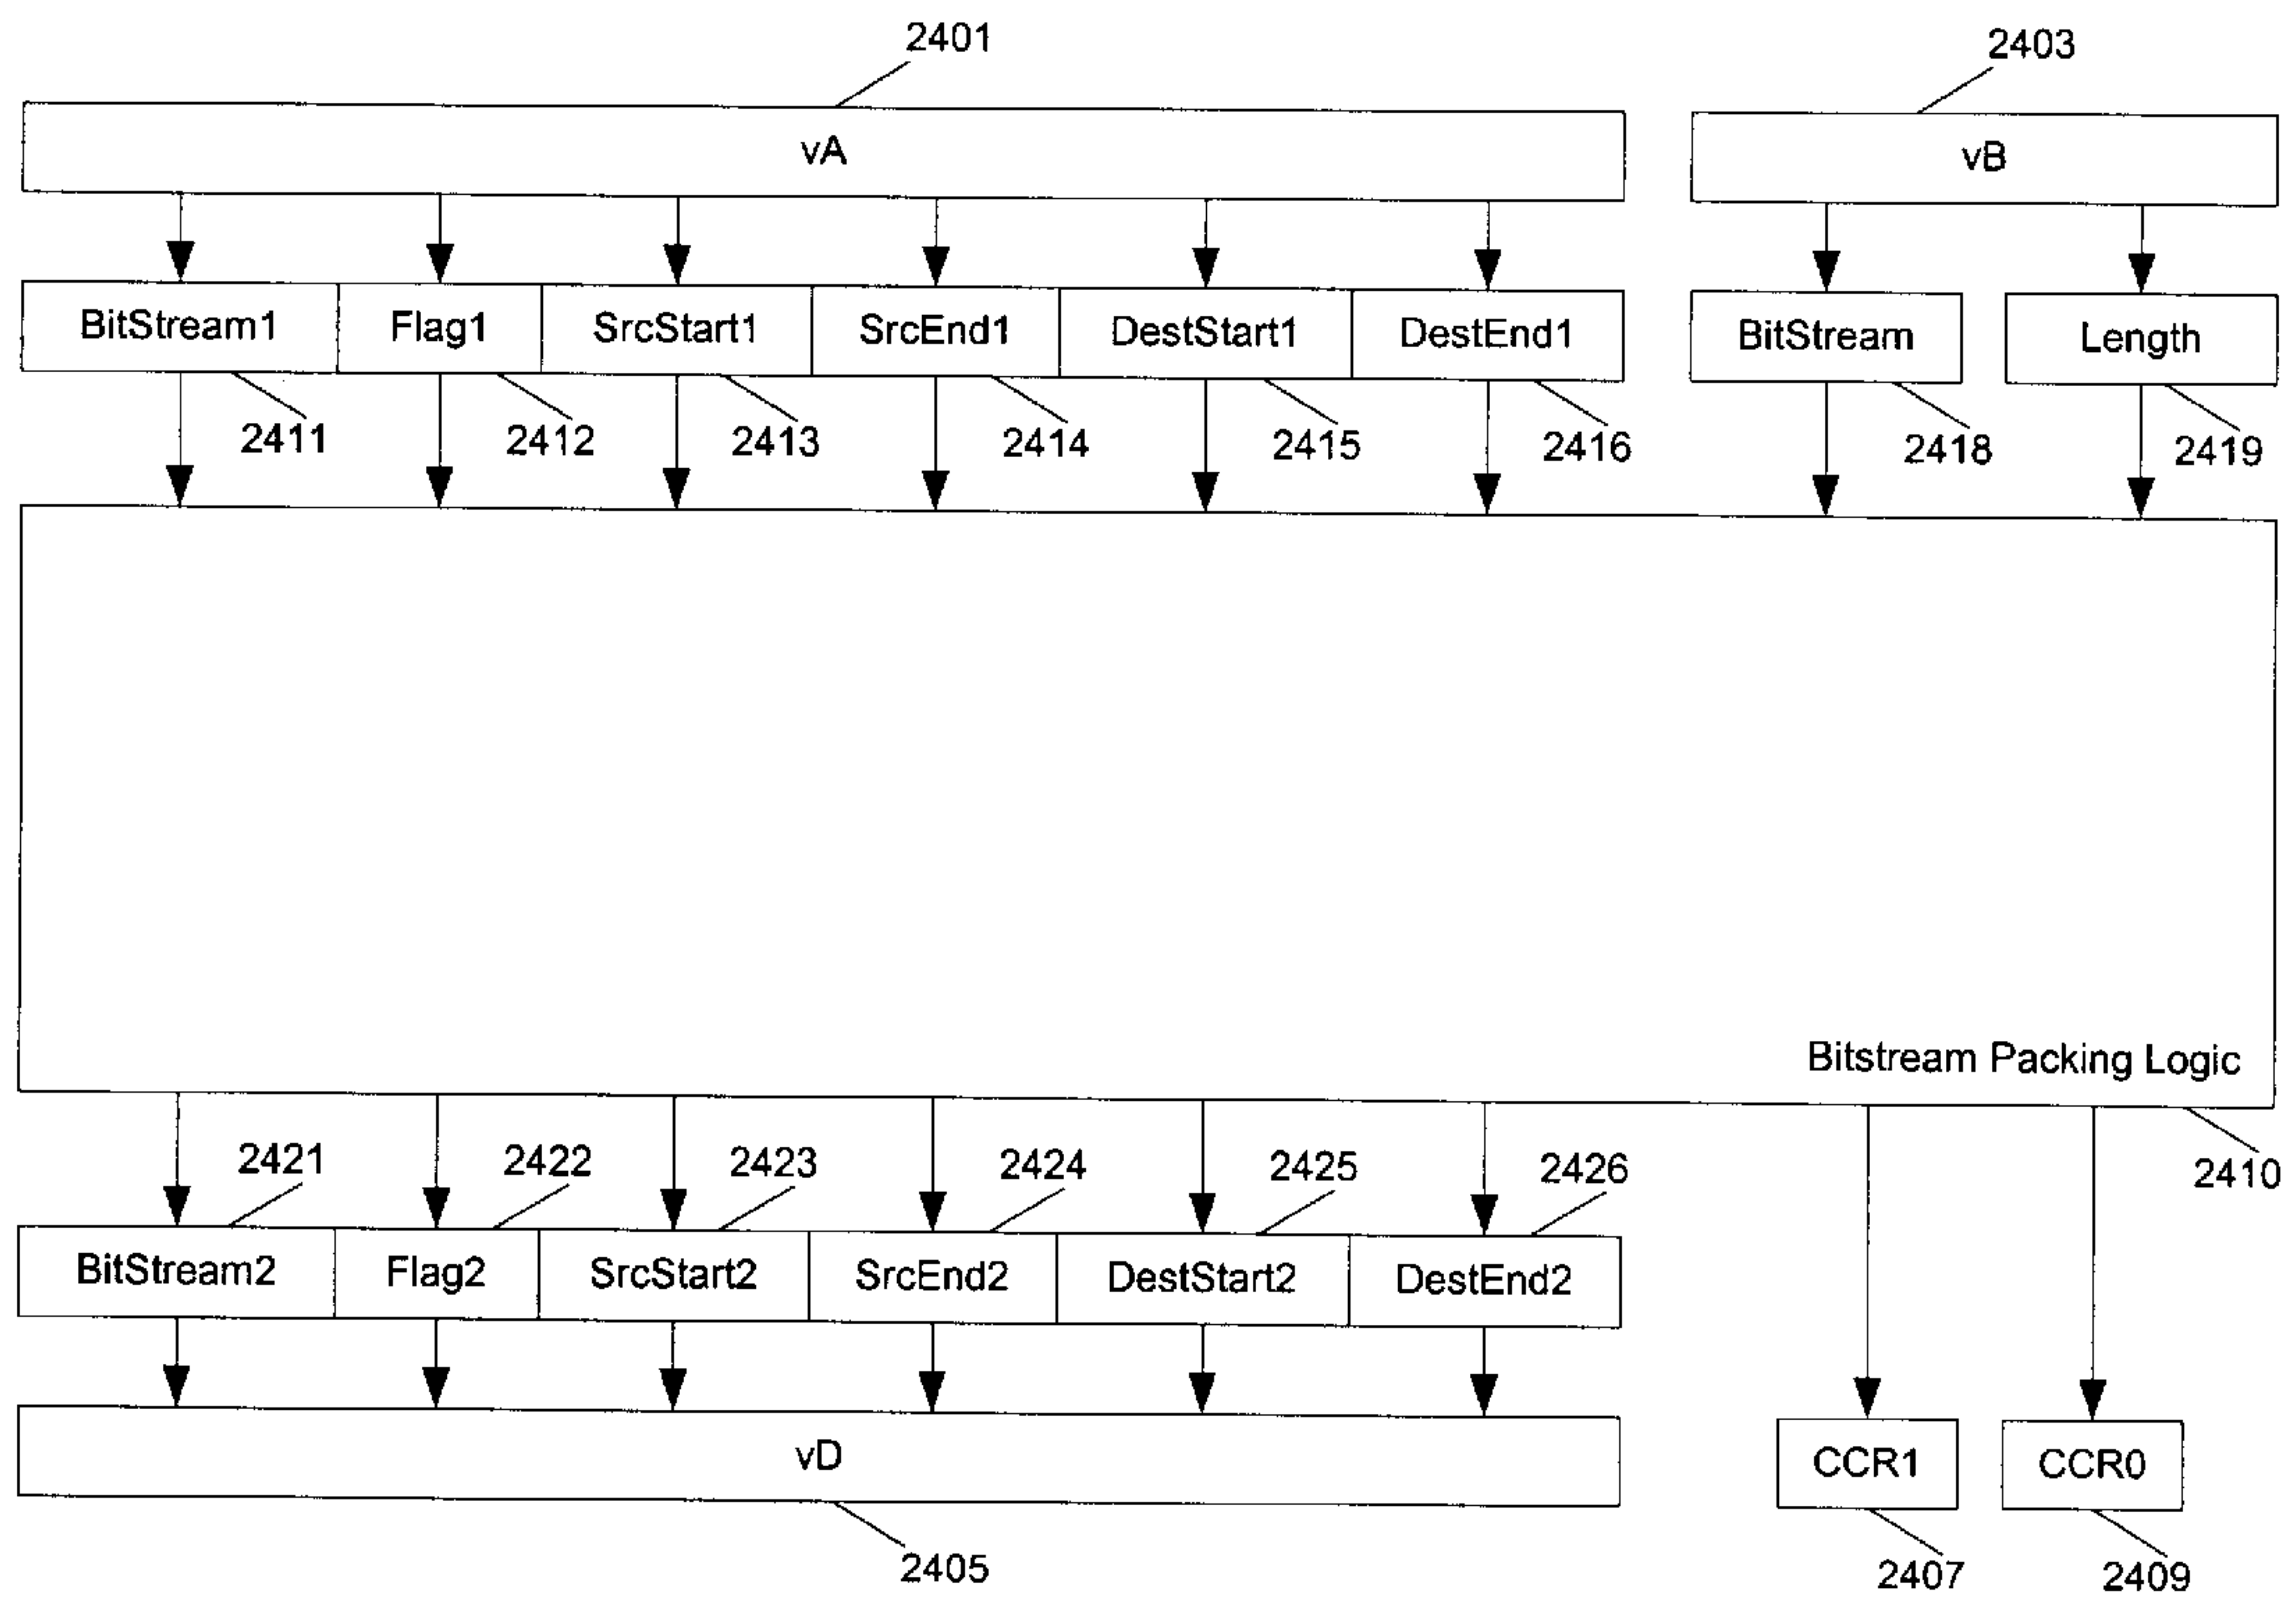 2401
2403
vA
vB
BitStream1 Flag1 SrcStart1 SrcEnd1 DestStart1 DestEnd1 BitStream Length
2411 2412 2413 2414 2415 2416 2418 2419
Bitstream Packing Logic
2421 2422 2423 2424 2425 2426 2410
BitStream2 Flag2 SrcStart2 SrcEnd2 DestStart2 DestEnd2
vD CCR1 CCR0
2405 2407 2409